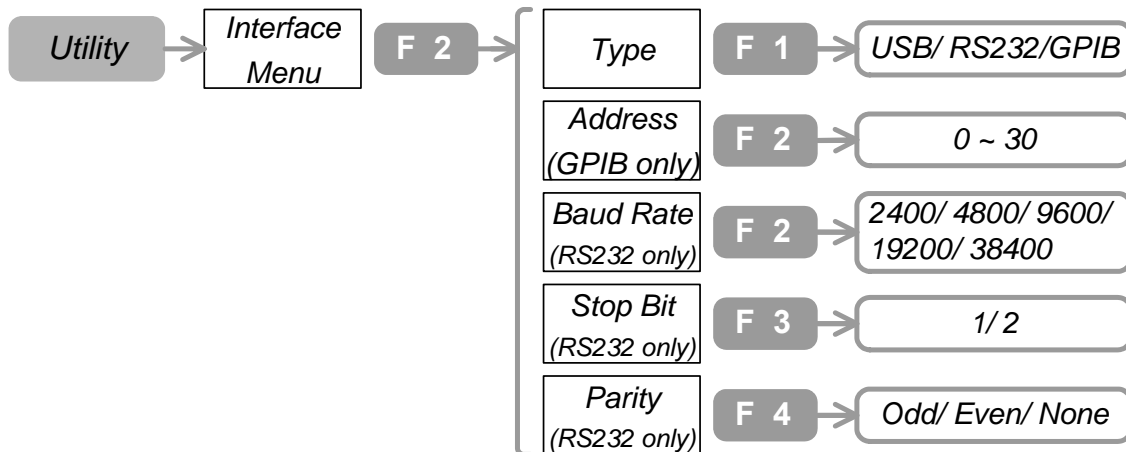 Utility
Interface
Menu
F 2
Type
F 1
USB/ RS232/GPIB
Address
(GPIB only)
F 2
0 ~ 30
Baud Rate
(RS232 only)
F 2
2400/ 4800/ 9600/
19200/ 38400
Stop Bit
(RS232 only)
F 3
1/ 2
Parity
(RS232 only)
F 4
Odd/ Even/ None